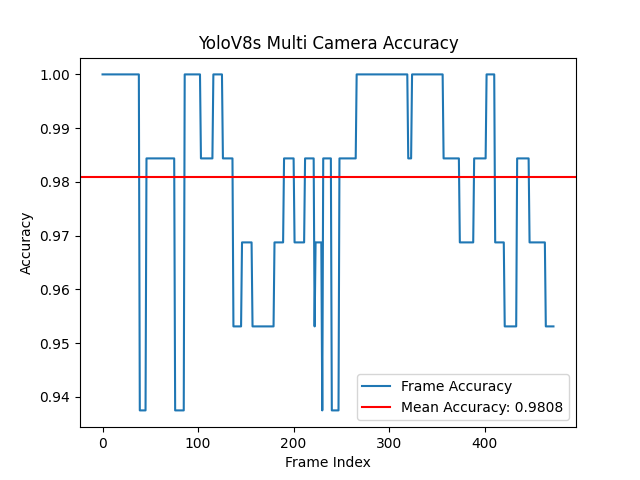 YoloV8s Multi Camera Accuracy
1.00
0.99
0.98
0.97
0.96
0.95
0.94
Accuracy
Frame Accuracy
Mean Accuracy: 0.9808
0 100 200 300 400
Frame Index